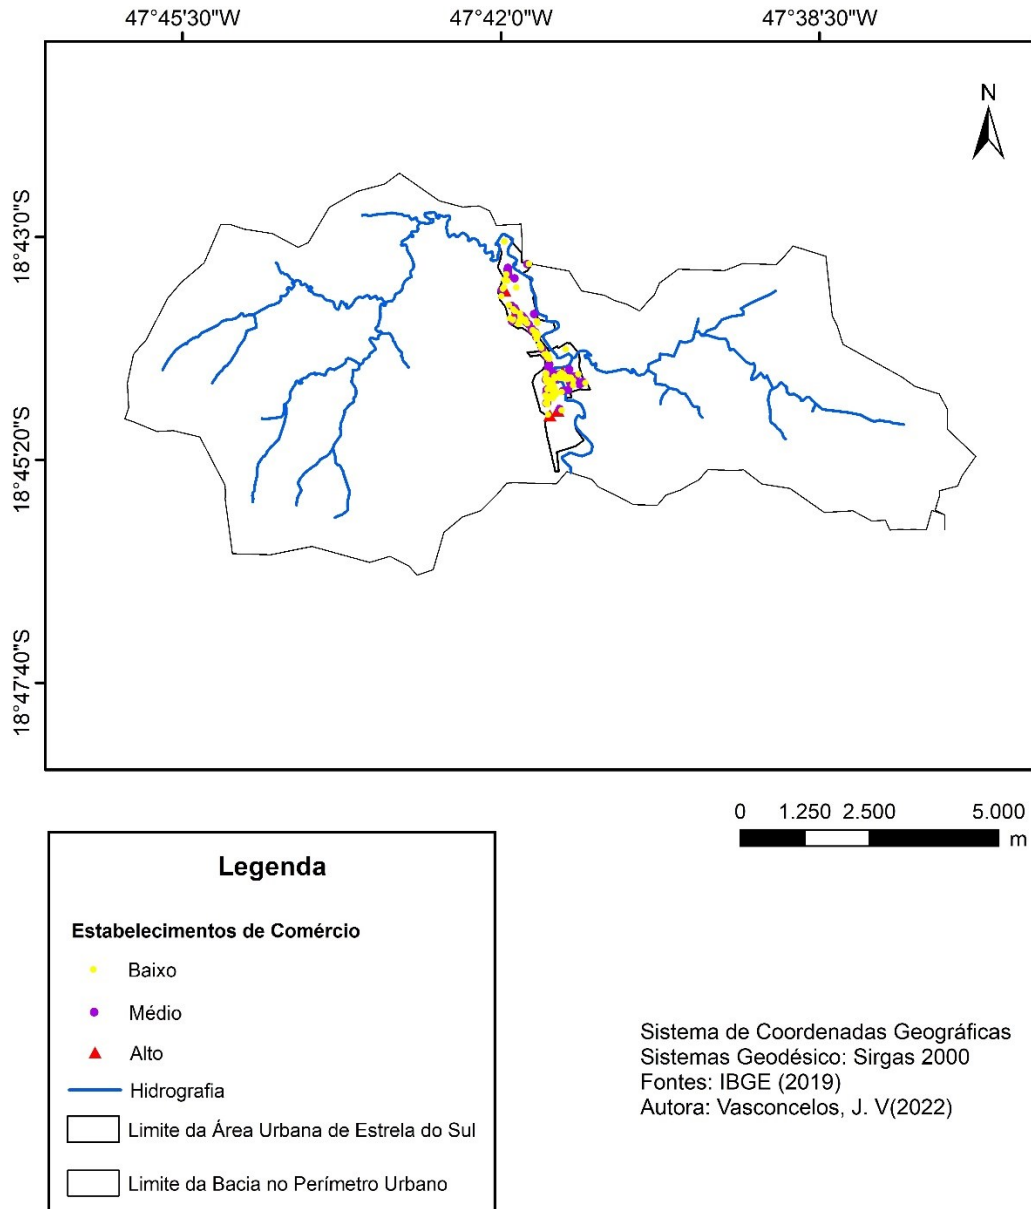 47°45'30"W 47°42'0"W 47°38'30"W
N
18°43'0"S
18°45'20"S
18°47'40"S
0 1.250 2.500 5.000
m
Legenda
Estabelecimentos de Comércio
Baixo
Médio
Alto
Hidrografia
Limite da Área Urbana de Estrela do Sul
Limite da Bacia no Perímetro Urbano
Sistema de Coordenadas Geográficas
Sistemas Geodésico: Sirgas 2000
Fontes: IBGE (2019)
Autora: Vasconcelos, J. V(2022)